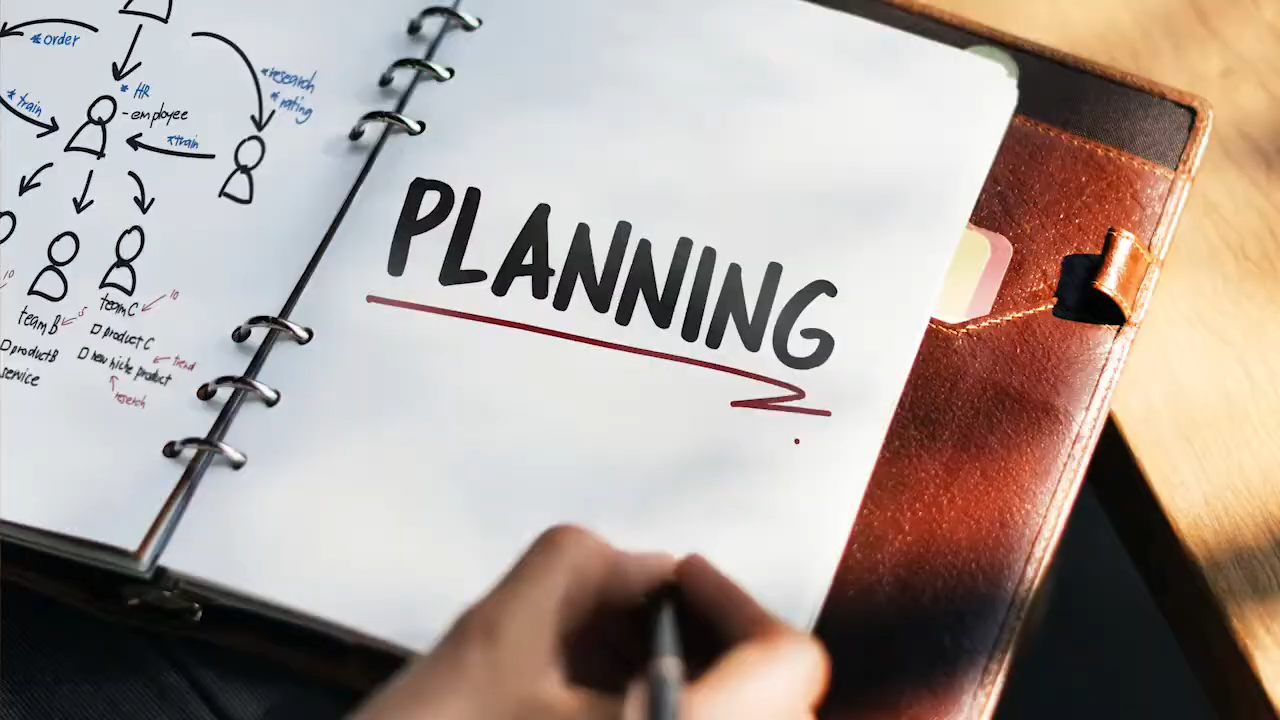 * order
* HR
- employee
* research
* rating
* train
* train
team B
5
team C
10
10
product C
new niche product
trend
research
product B
service
PLANNING